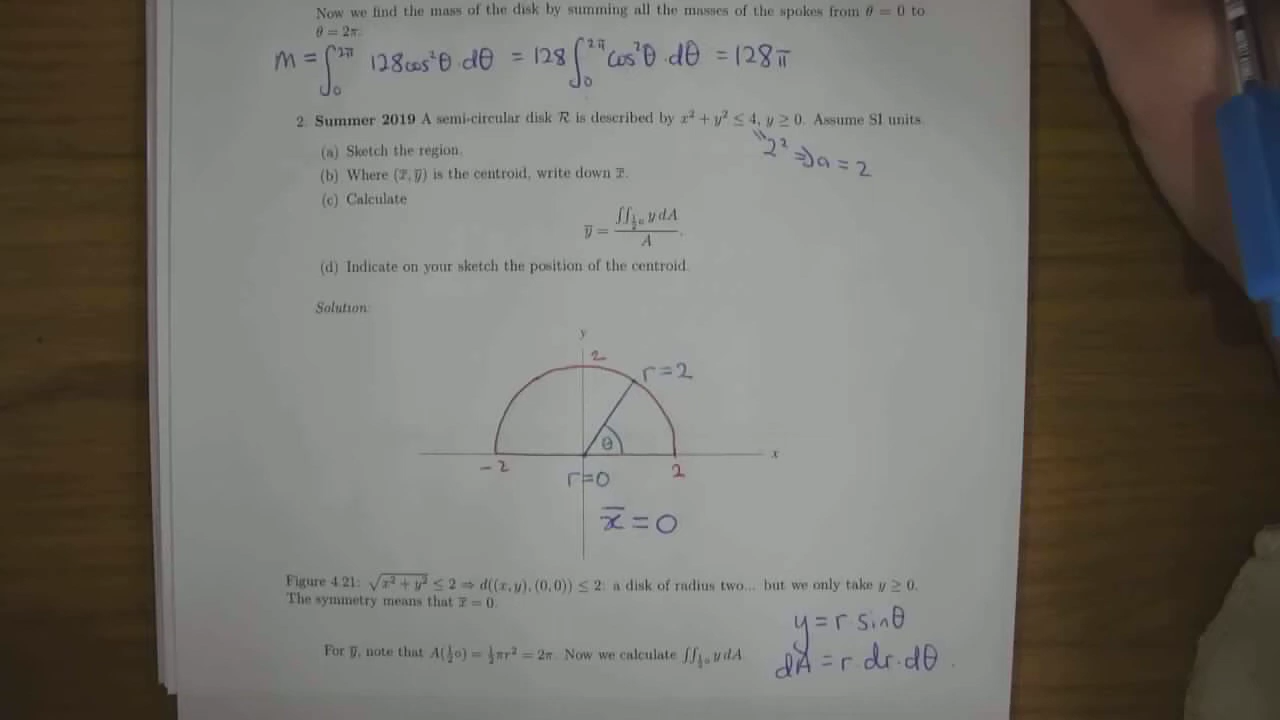 Now we find the mass of the disk by summing all the masses of the spokes from θ = 0 to
θ = 2π.
m = ∫₀^2π 128cos²θ · dθ = 128 ∫₀^2π cos²θ · dθ = 128π
2. Summer 2019 A semi-circular disk R is described by x² + y² ≤ 4, y ≥ 0. Assume S1 units.
"2² ⇒ a = 2
(a) Sketch the region.
(b) Where (x̅, y̅) is the centroid, write down x̅.
(c) Calculate
y̅ = ∬_{½∘} y dA / A.
(d) Indicate on your sketch the position of the centroid.
Solution:
y
2
r = 2
θ
x
-2
r=0
2
x̅ = 0
Figure 4.21: √(x² + y²) ≤ 2 ⇒ d((x, y), (0, 0)) ≤ 2: a disk of radius two... but we only take y ≥ 0.
The symmetry means that x̅ = 0.
y = r sinθ
For y̅, note that A(½∘) = ½πr² = 2π. Now we calculate ∬_{½∘} y dA.
dA = r · dr · dθ.